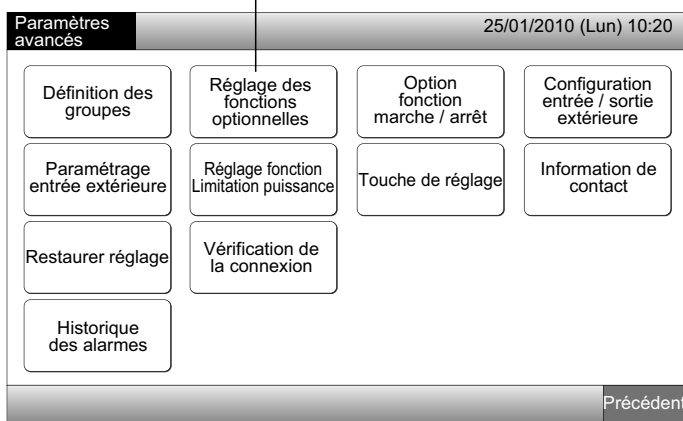 Paramètres
avancés
25/01/2010 (Lun) 10:20
Définition des
groupes
Réglage des
fonctions
optionnelles
Option
fonction
marche / arrêt
Configuration
entrée / sortie
extérieure
Paramétrage
entrée extérieure
Réglage fonction
Limitation puissance
Touche de réglage
Information de
contact
Restaurer réglage
Vérification de
la connexion
Historique
des alarmes
Précédent